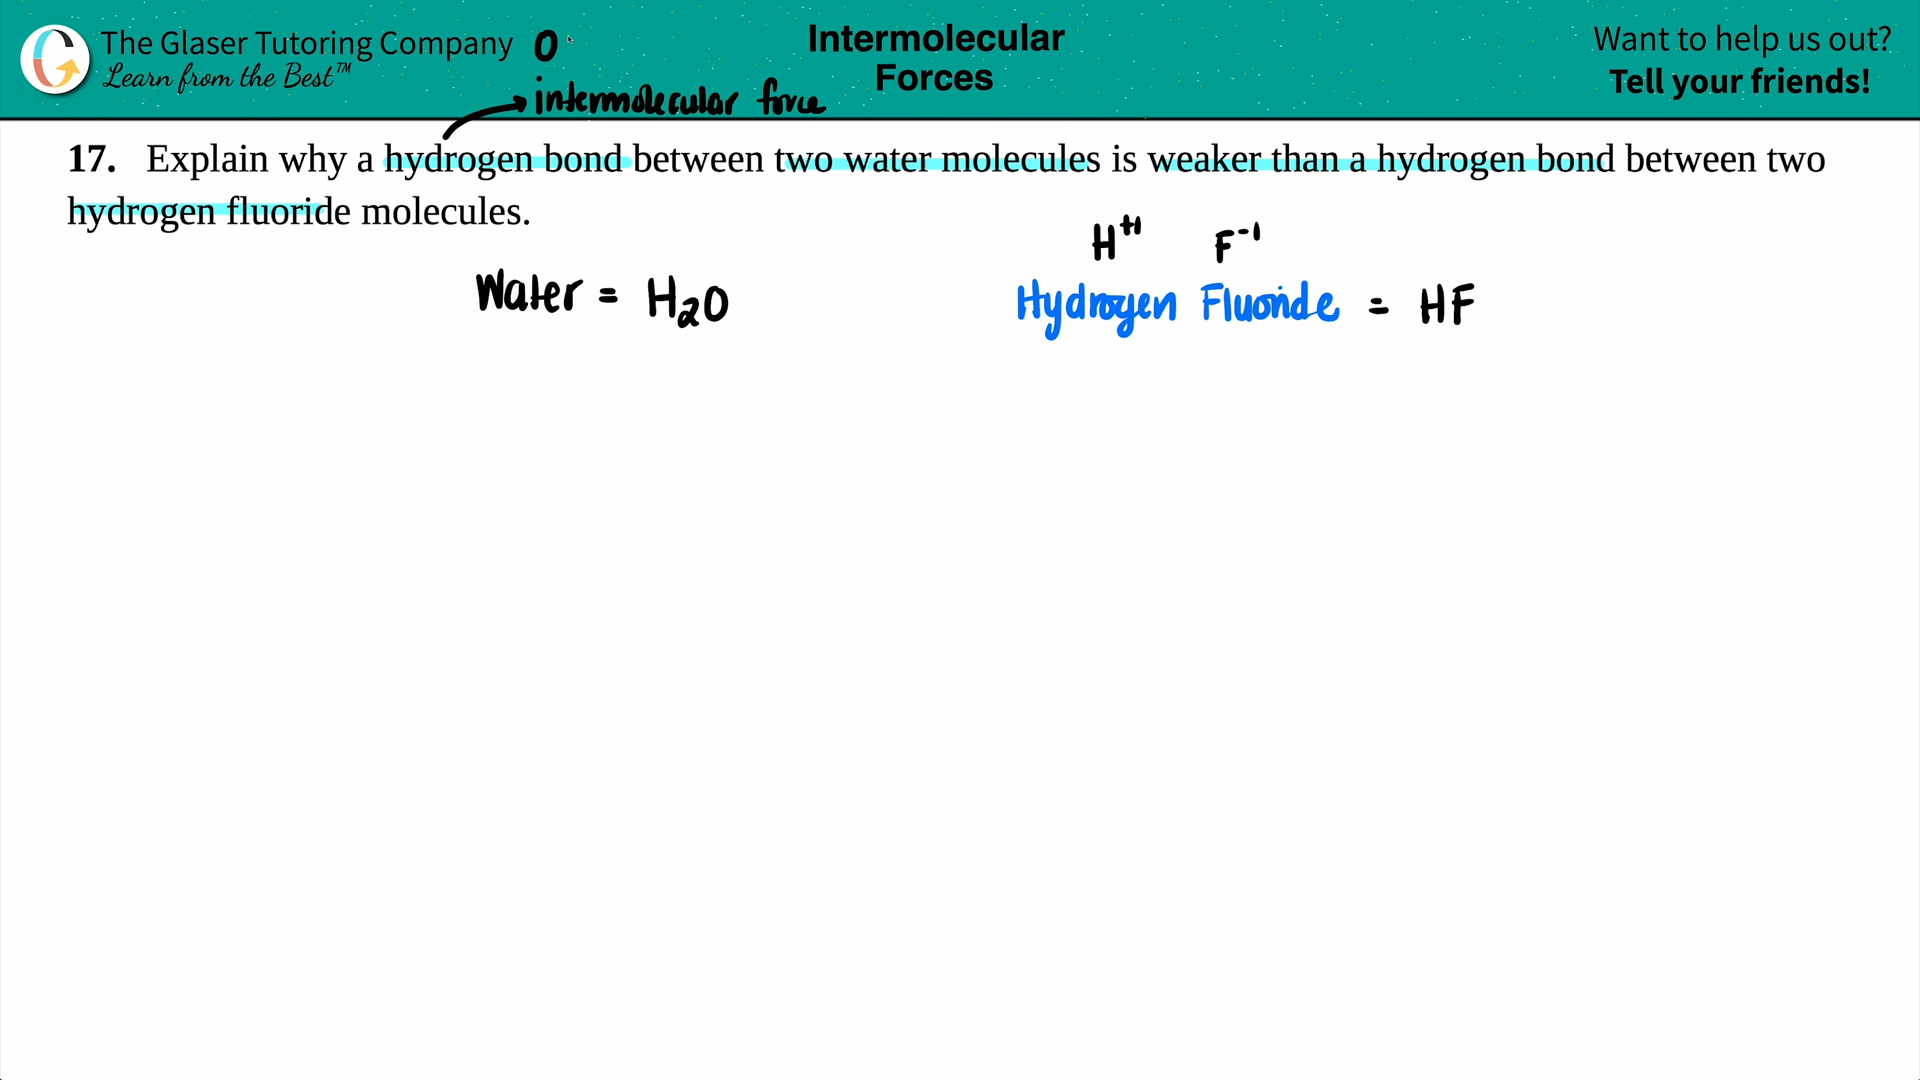 The Glaser Tutoring Company
Learn from the Best™
O
intermolecular force
Intermolecular
Forces
Want to help us out?
Tell your friends!
17. Explain why a hydrogen bond between two water molecules is weaker than a hydrogen bond between two
hydrogen fluoride molecules.
H⁺¹ F⁻¹
Water = H₂O
Hydrogen Fluoride = HF